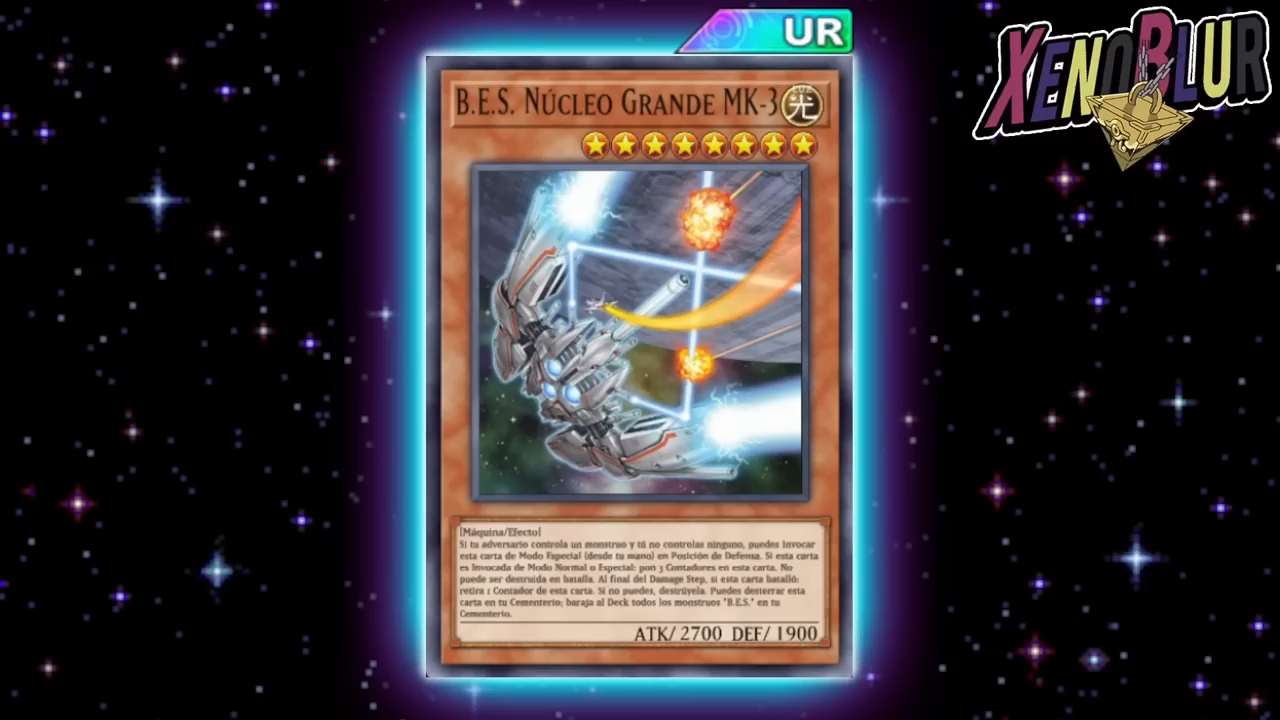 UR
XENOBLUR
B.E.S. NÚCLEO GRANDE MK-3
LUZ
光
[Máquina/Efecto]
Si tu adversario controla un monstruo y tú no controlas ninguno, puedes Invocar
esta carta de Modo Especial (desde tu mano) en Posición de Defensa. Si esta carta
es Invocada de Modo Normal o Especial: pon 3 Contadores en esta carta. No
puede ser destruida en batalla. Al final del Damage Step, si esta carta batalló:
retira 1 Contador de esta carta. Si no puedes, destrúyela. Puedes desterrar esta
carta en tu Cementerio; baraja al Deck todos los monstruos "B.E.S." en tu
Cementerio.
ATK/ 2700 DEF/ 1900